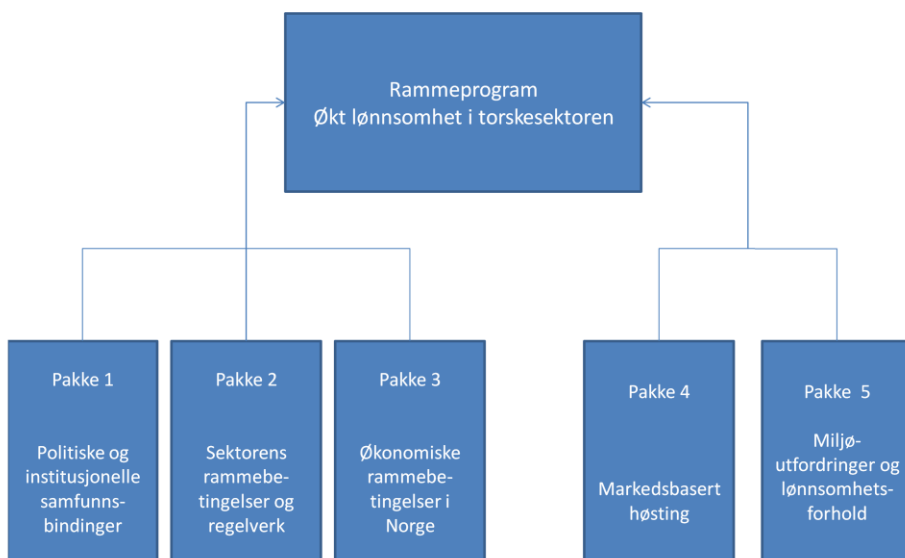 Rammeprogram
Økt lønnsomhet i torskesektoren
Pakke 1
Politiske og
institusjonelle
samfunns-
bindinger
Pakke 2
Sektorens
rammebe-
tingelser og
regelverk
Pakke 3
Økonomiske
rammebe-
tingelser i
Norge
Pakke 4
Markedsbasert
høsting
Pakke 5
Miljø-
utfordringer og
lønnsomhets-
forhold